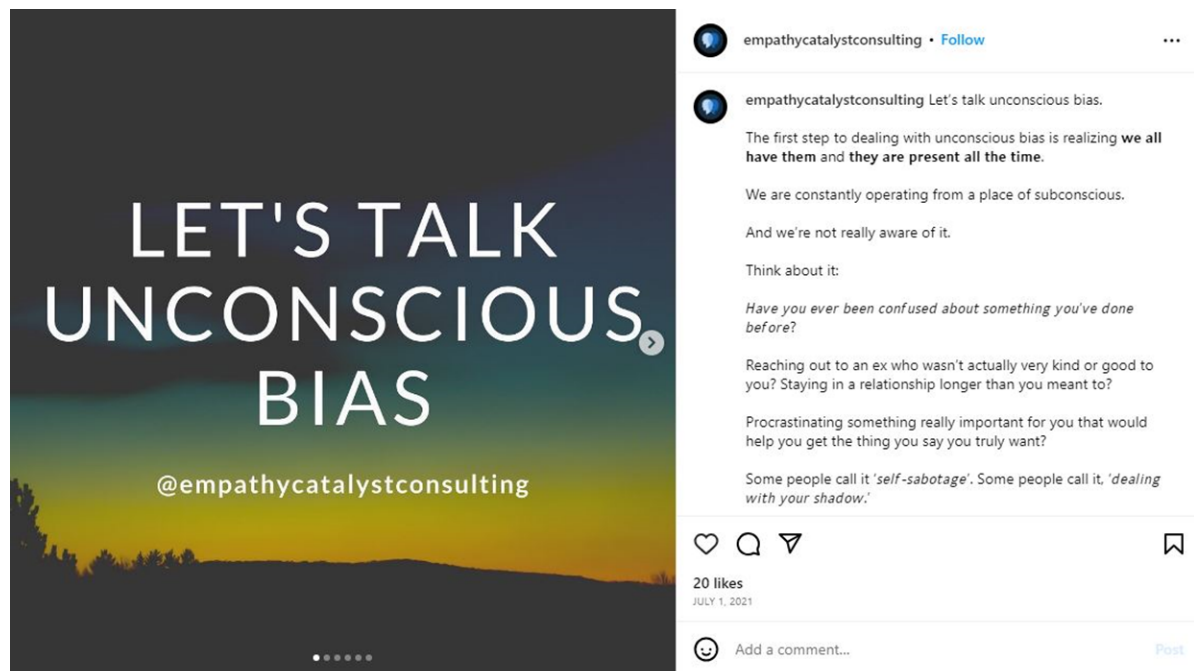 LET'S TALK
UNCONSCIOUS
BIAS
@empathycatalystconsulting
empathycatalystconsulting • Follow
empathycatalystconsulting Let's talk unconscious bias.
The first step to dealing with unconscious bias is realizing we all
have them and they are present all the time.
We are constantly operating from a place of subconscious.
And we're not really aware of it.
Think about it:
Have you ever been confused about something you've done
before?
Reaching out to an ex who wasn't actually very kind or good to
you? Staying in a relationship longer than you meant to?
Procrastinating something really important for you that would
help you get the thing you say you truly want?
Some people call it 'self-sabotage'. Some people call it, 'dealing
with your shadow.'
20 likes
JULY 1, 2021
Add a comment...
Post